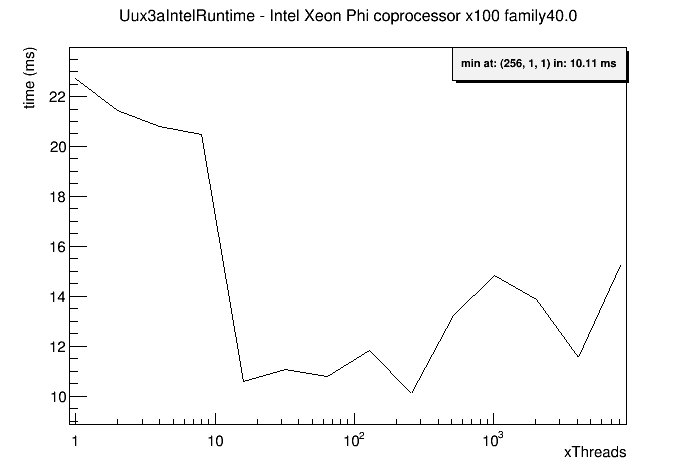 Uux3aIntelRuntime - Intel Xeon Phi coprocessor x100 family40.0
time (ms)
min at: (256, 1, 1) in: 10.11 ms
22
20
18
16
14
12
10
1
10
10²
10³
xThreads